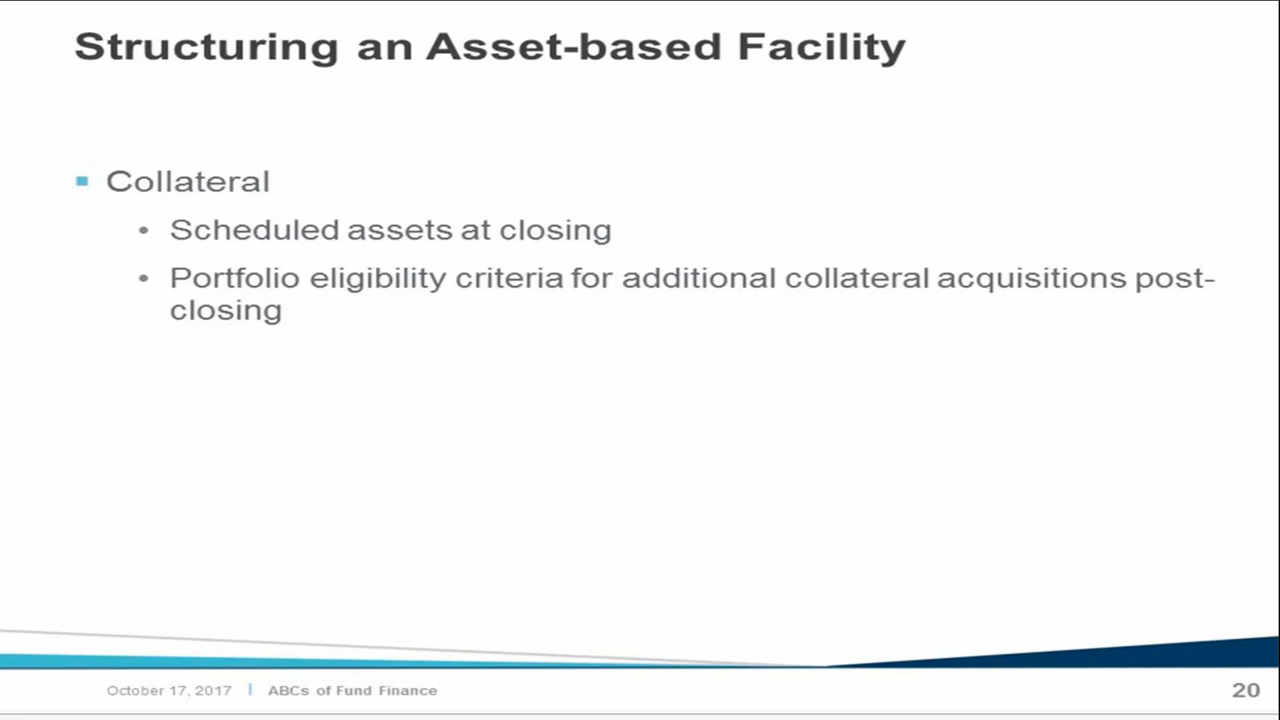 Structuring an Asset-based Facility
Collateral
• Scheduled assets at closing
• Portfolio eligibility criteria for additional collateral acquisitions post-
closing
October 17, 2017 | ABCs of Fund Finance
20